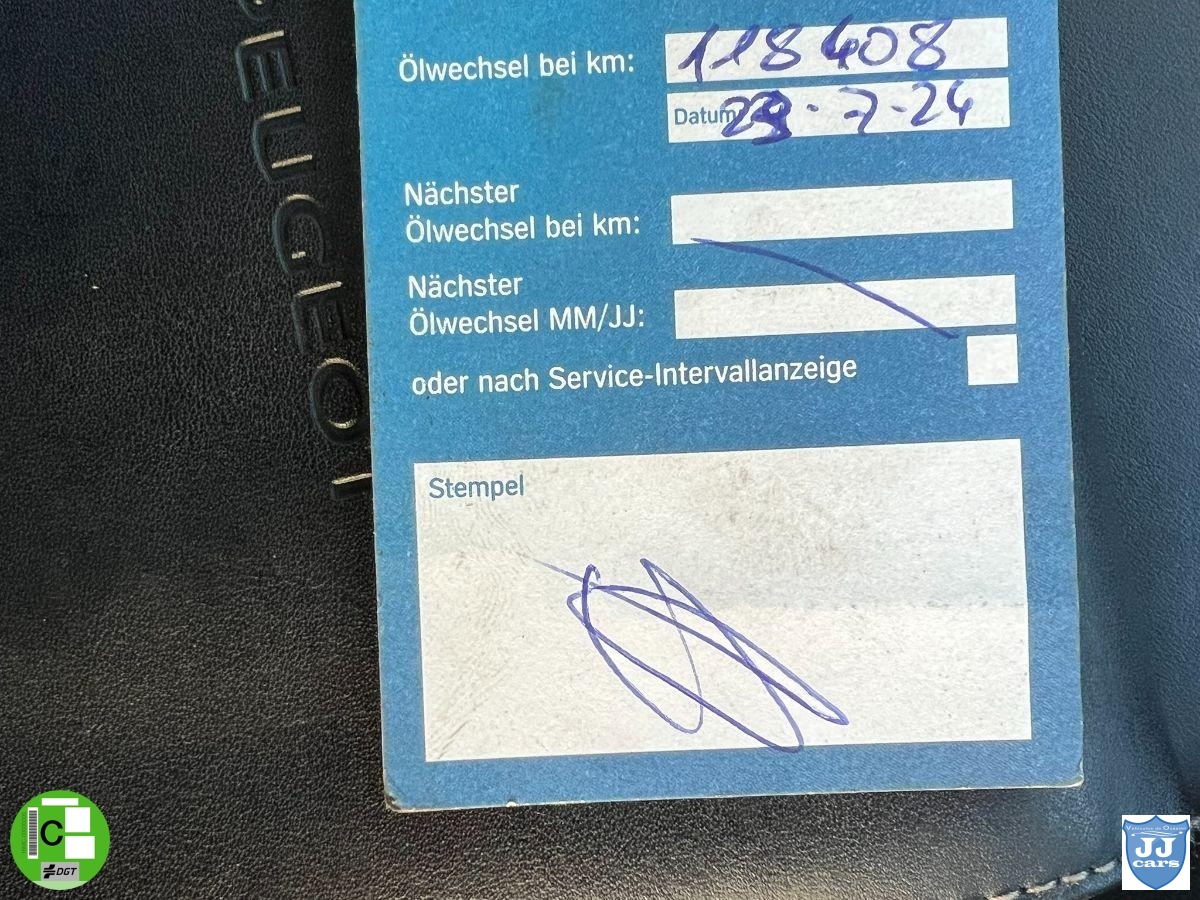 PEUGEOT
Ölwechsel bei km: 118408
Datum 29-7-24
Nächster
Ölwechsel bei km:
Nächster
Ölwechsel MM/JJ:
oder nach Service-Intervallanzeige
Stempel
C
DGT
JJ
cars